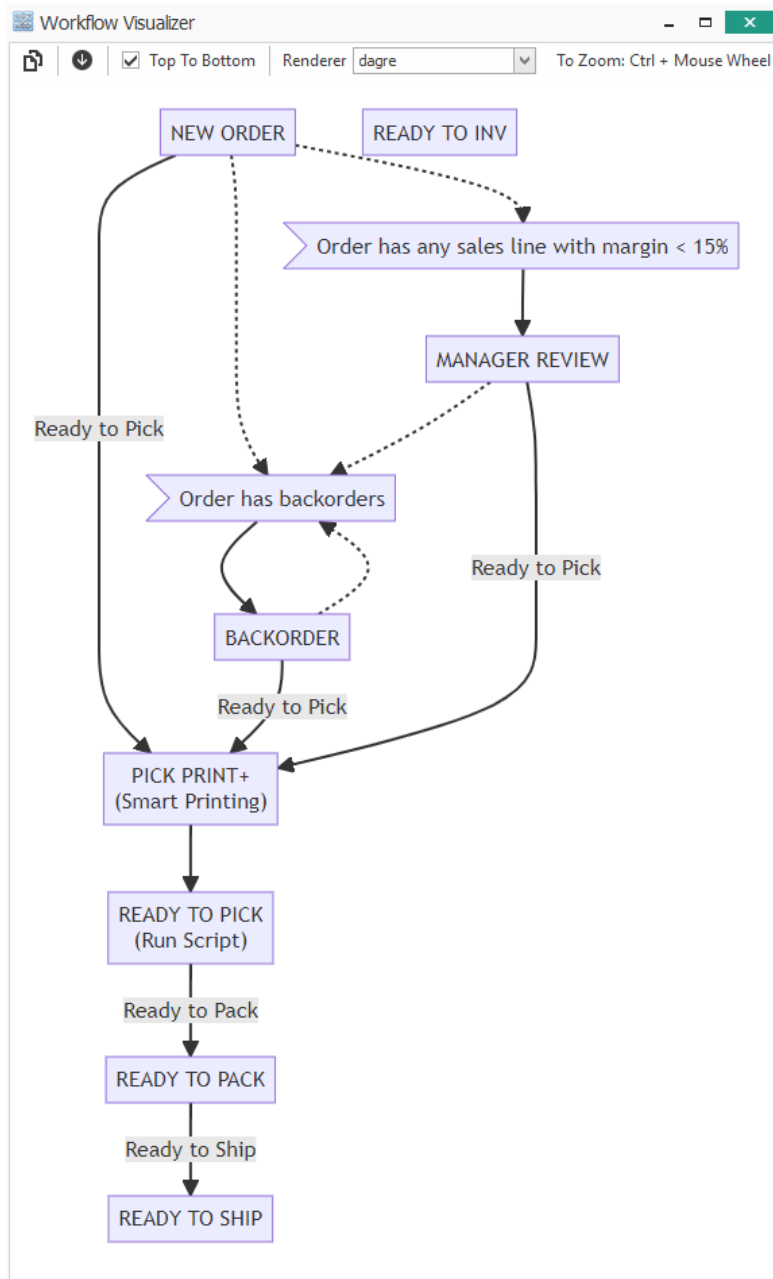 Workflow Visualizer
Top To Bottom
Renderer
dagre
To Zoom: Ctrl + Mouse Wheel
NEW ORDER
READY TO INV
Order has any sales line with margin < 15%
MANAGER REVIEW
Ready to Pick
Order has backorders
Ready to Pick
BACKORDER
Ready to Pick
PICK PRINT+
(Smart Printing)
READY TO PICK
(Run Script)
Ready to Pack
READY TO PACK
Ready to Ship
READY TO SHIP